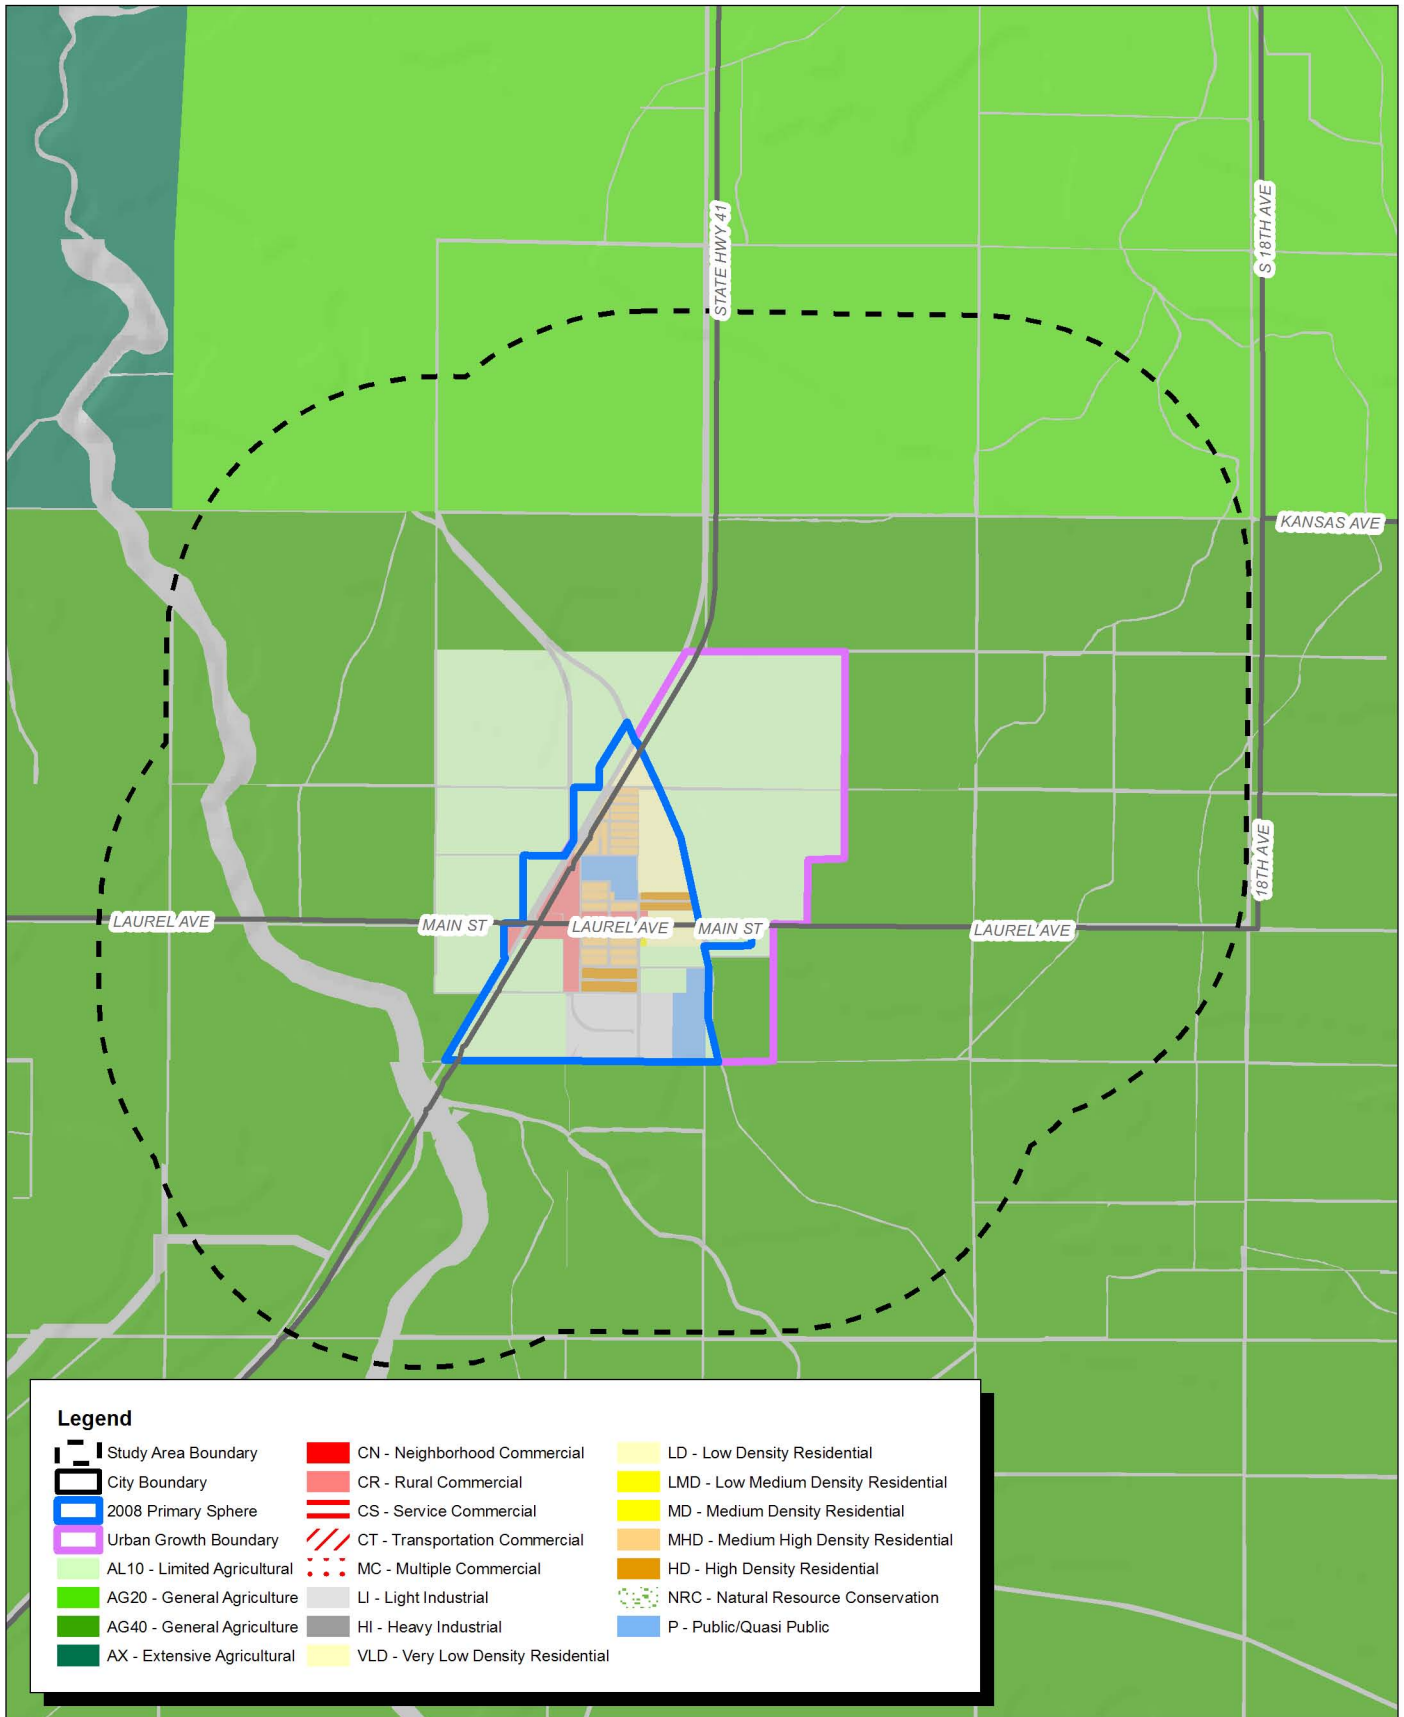 STATE HWY 41
S 18TH AVE
KANSAS AVE
18TH AVE
LAUREL AVE
MAIN ST
LAUREL AVE
MAIN ST
LAUREL AVE
Legend
Study Area Boundary
City Boundary
2008 Primary Sphere
Urban Growth Boundary
AL10 - Limited Agricultural
AG20 - General Agriculture
AG40 - General Agriculture
AX - Extensive Agricultural
CN - Neighborhood Commercial
CR - Rural Commercial
CS - Service Commercial
CT - Transportation Commercial
MC - Multiple Commercial
LI - Light Industrial
HI - Heavy Industrial
VLD - Very Low Density Residential
LD - Low Density Residential
LMD - Low Medium Density Residential
MD - Medium Density Residential
MHD - Medium High Density Residential
HD - High Density Residential
NRC - Natural Resource Conservation
P - Public/Quasi Public